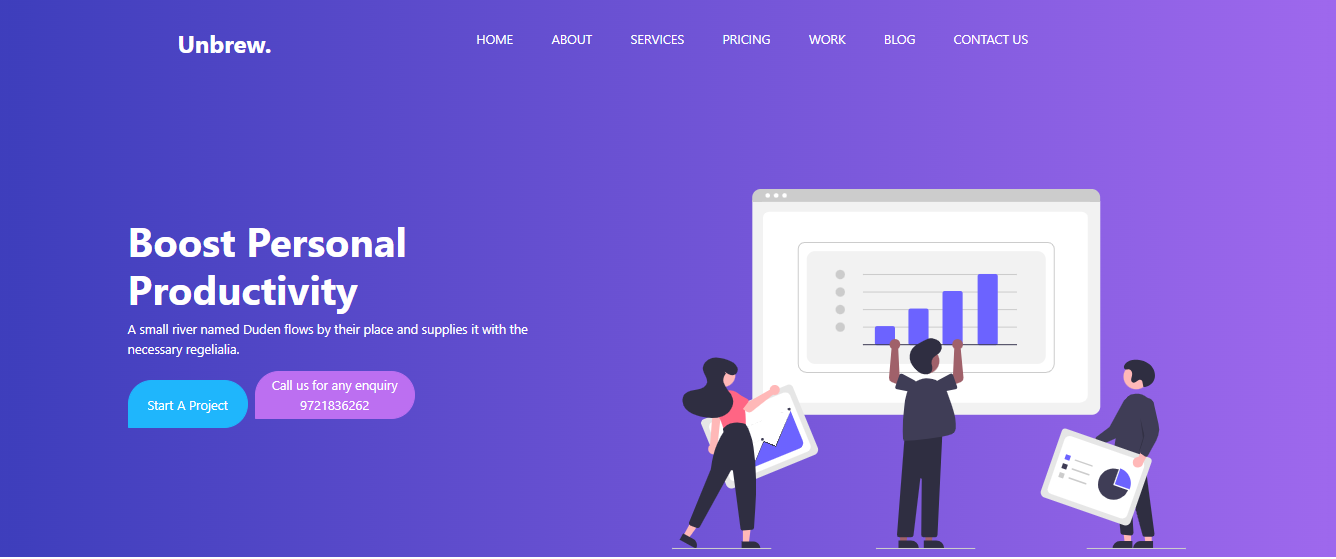 Unbrew.
HOME ABOUT SERVICES PRICING WORK BLOG CONTACT US
Boost Personal
Productivity
A small river named Duden flows by their place and supplies it with the
necessary regelialia.
Start A Project
Call us for any enquiry
9721836262